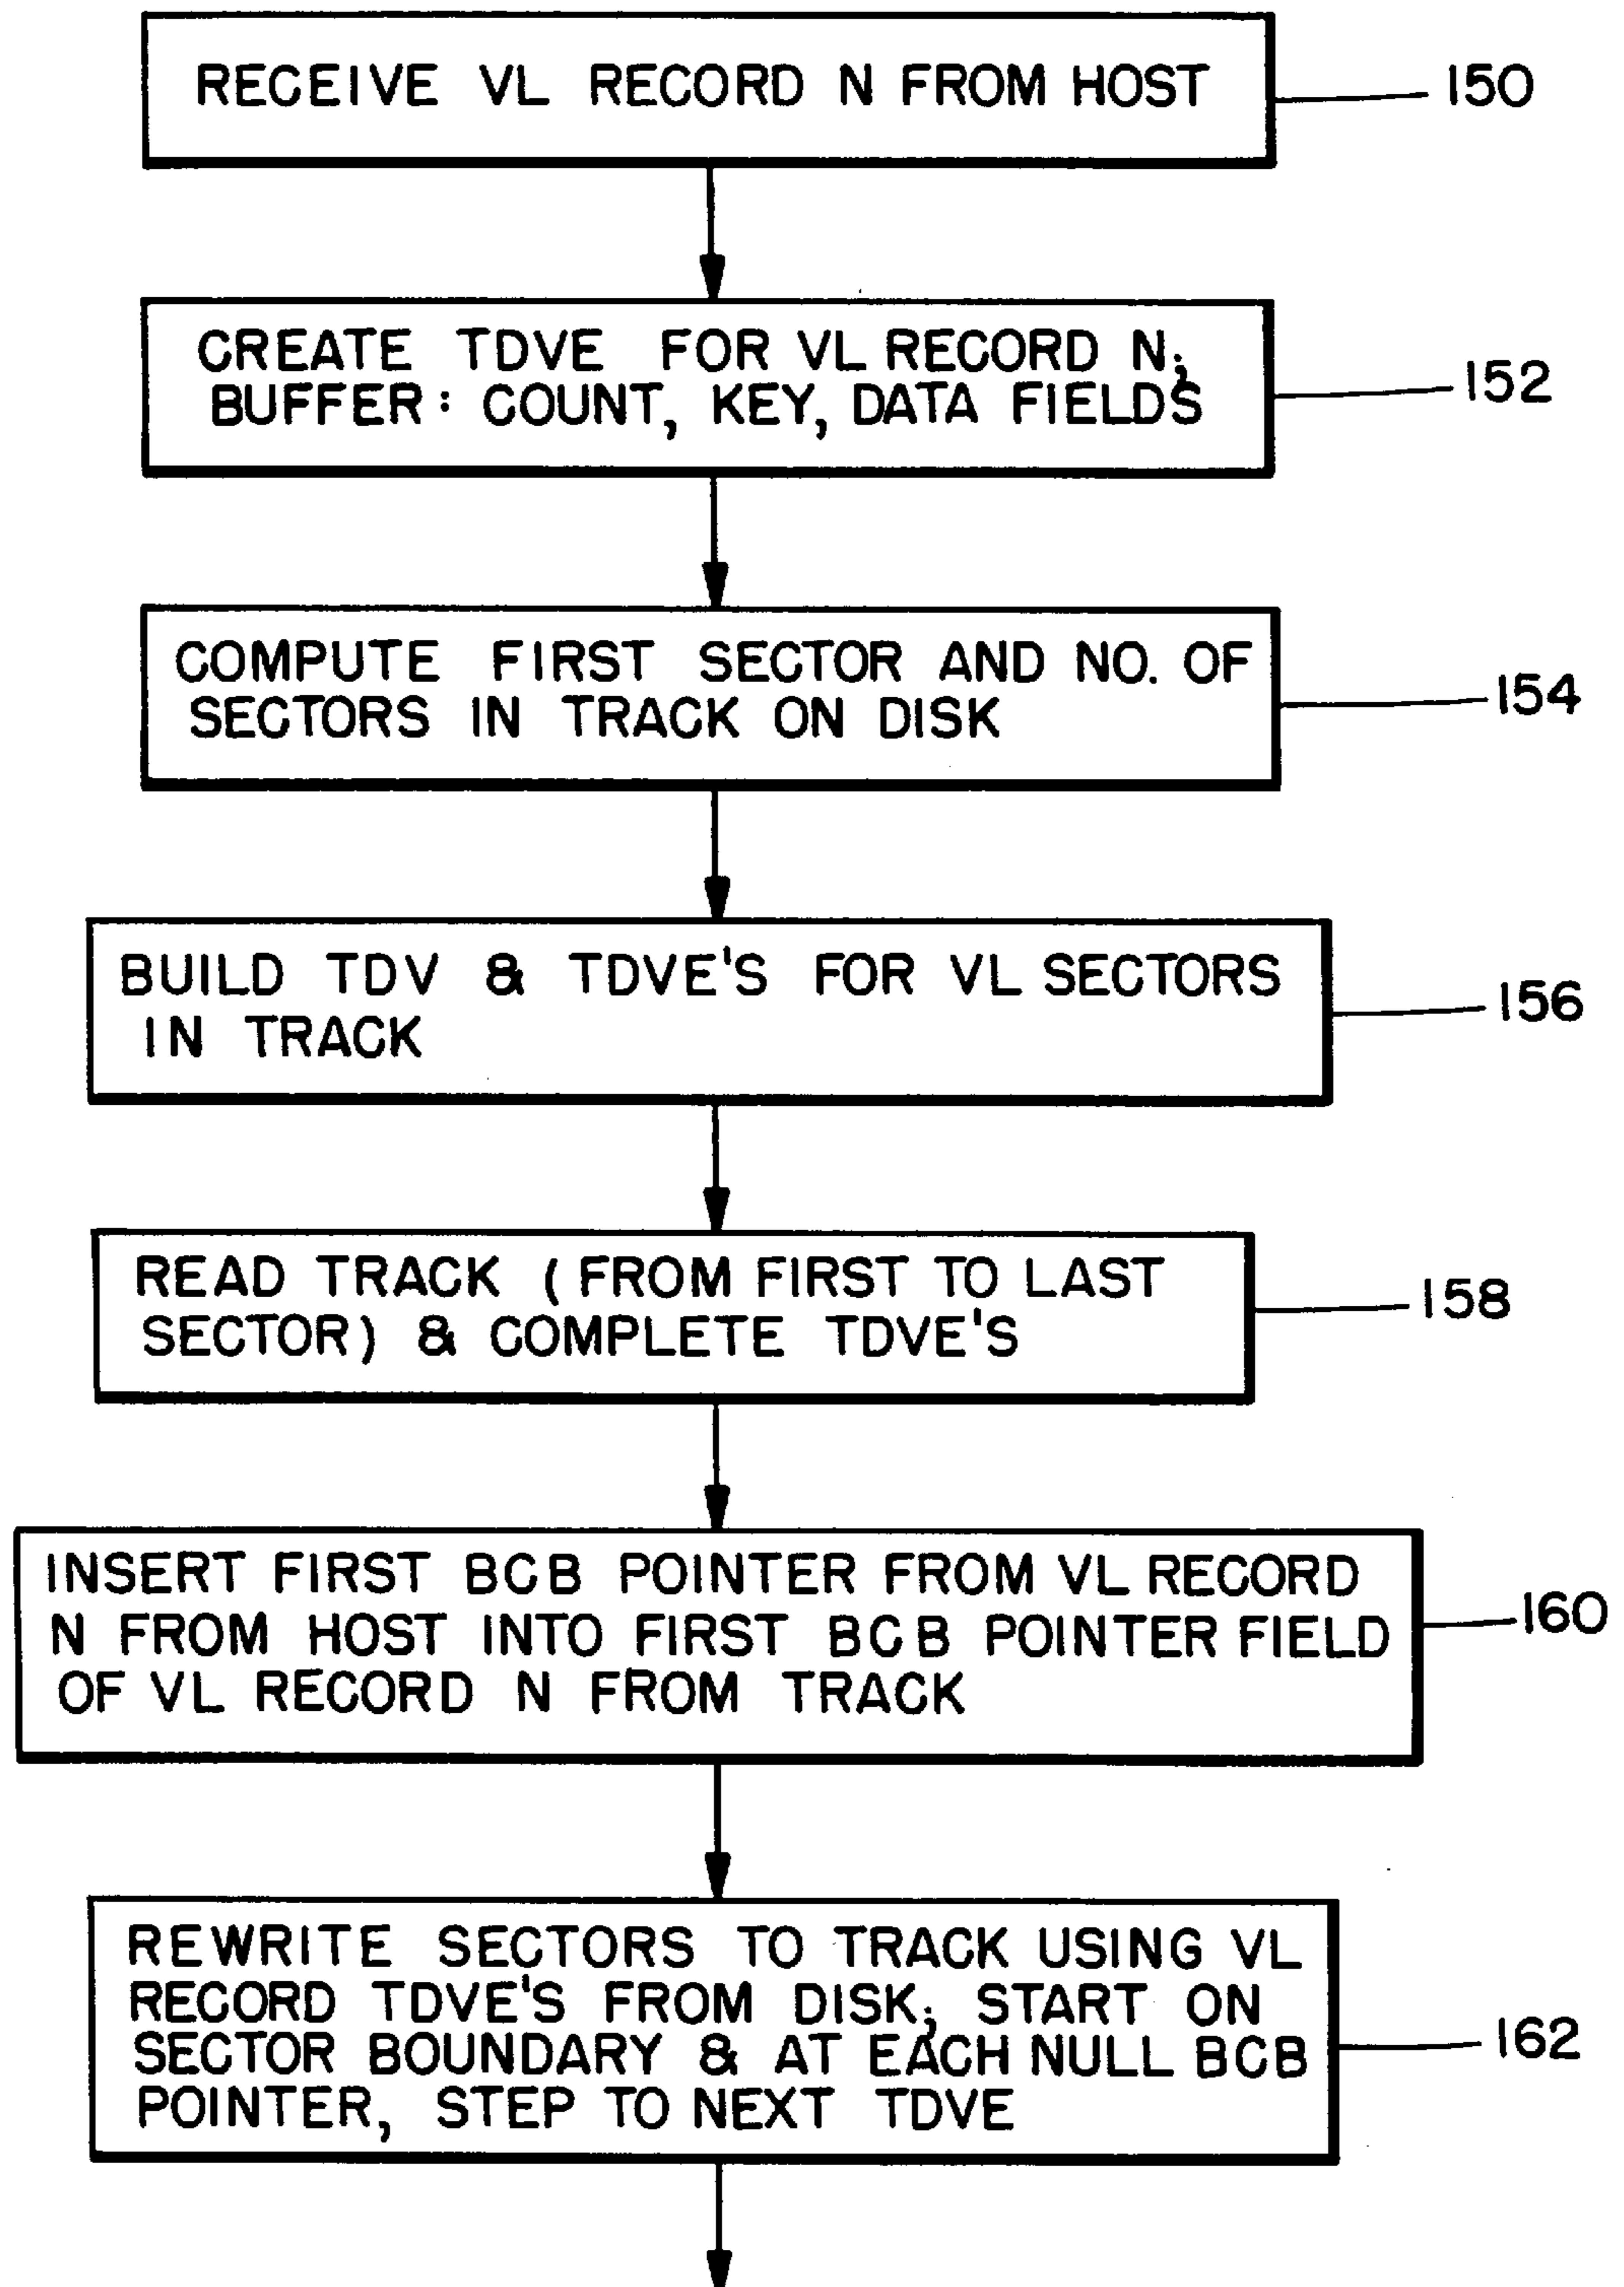 RECEIVE VL RECORD N FROM HOST
150
CREATE TDVE FOR VL RECORD N;
BUFFER: COUNT, KEY, DATA FIELDS
152
COMPUTE FIRST SECTOR AND NO. OF
SECTORS IN TRACK ON DISK
154
BUILD TDV & TDVE'S FOR VL SECTORS
IN TRACK
156
READ TRACK (FROM FIRST TO LAST
SECTOR) & COMPLETE TDVE'S
158
INSERT FIRST BCB POINTER FROM VL RECORD
N FROM HOST INTO FIRST BCB POINTER FIELD
OF VL RECORD N FROM TRACK
160
REWRITE SECTORS TO TRACK USING VL
RECORD TDVE'S FROM DISK; START ON
SECTOR BOUNDARY & AT EACH NULL BCB
POINTER, STEP TO NEXT TDVE
162